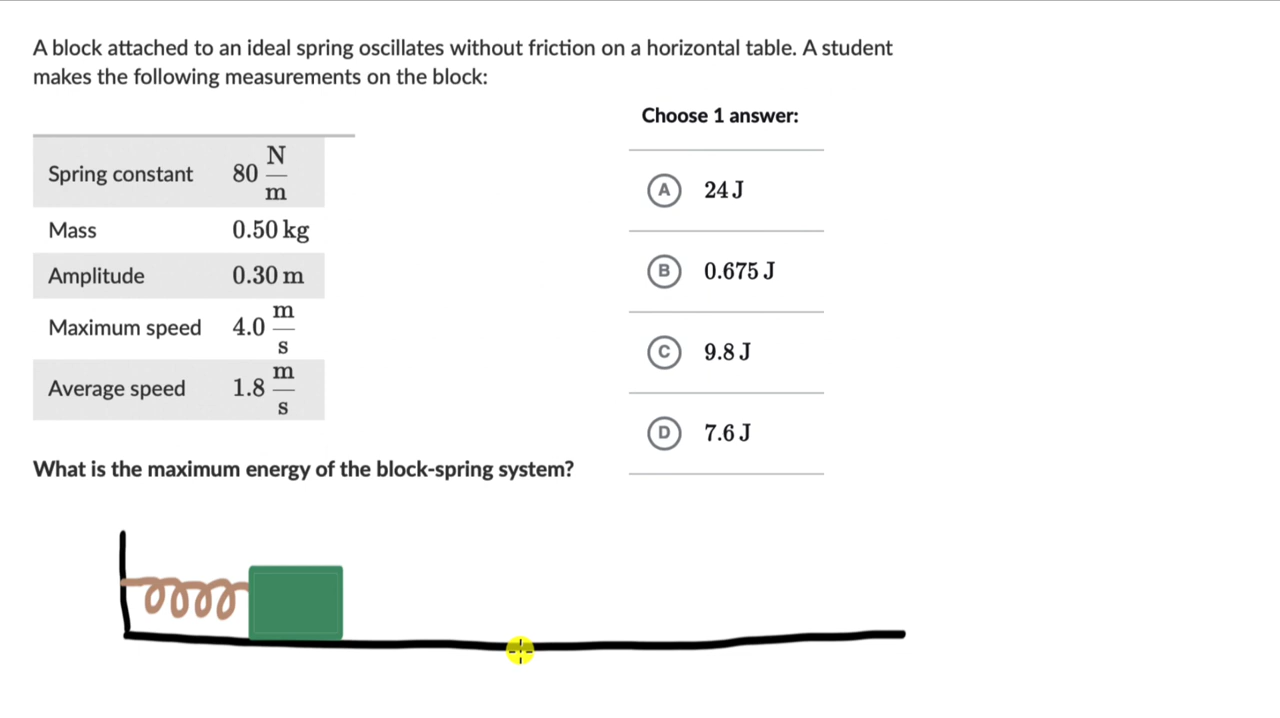 A block attached to an ideal spring oscillates without friction on a horizontal table. A student
makes the following measurements on the block:
Spring constant 80 N/m
Mass 0.50 kg
Amplitude 0.30 m
Maximum speed 4.0 m/s
Average speed 1.8 m/s
What is the maximum energy of the block-spring system?
Choose 1 answer:
A 24 J
B 0.675 J
C 9.8 J
D 7.6 J